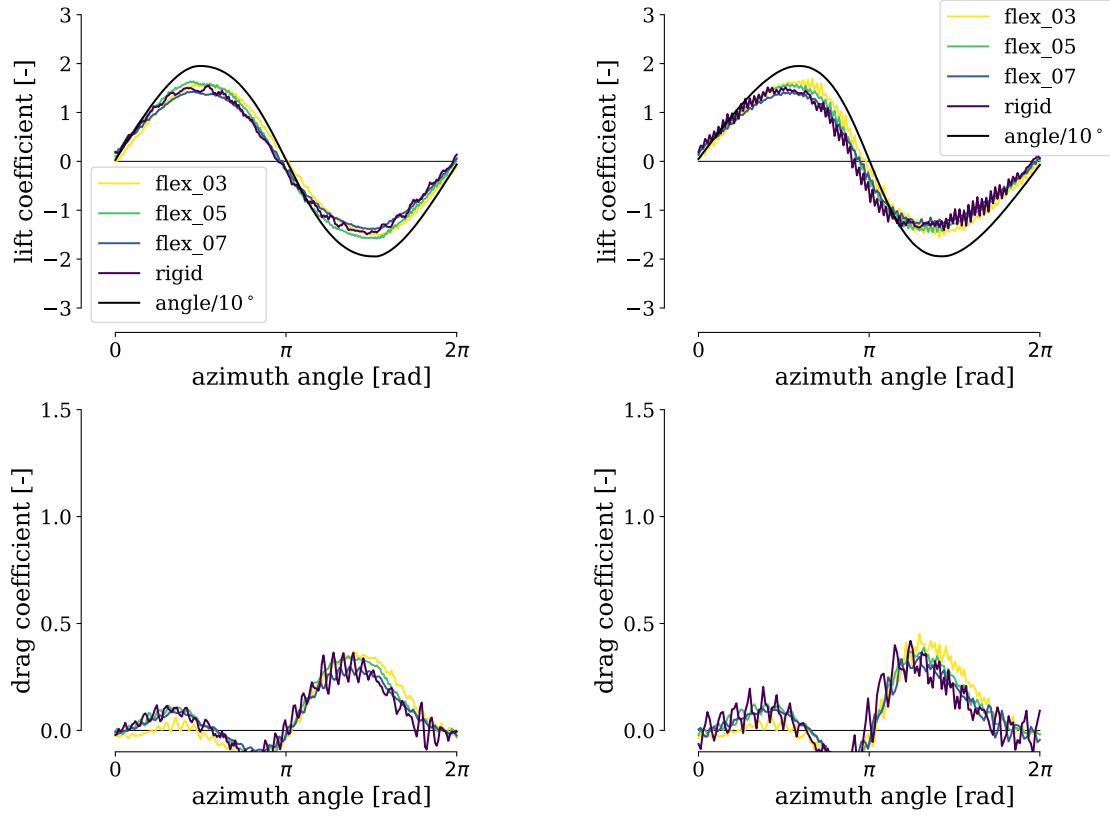 lift coefficient [-]
3
2
1
0
−1
−2
−3
flex_03
flex_05
flex_07
rigid
angle/10°
0
π
2π
azimuth angle [rad]
lift coefficient [-]
3
2
1
0
−1
−2
−3
flex_03
flex_05
flex_07
rigid
angle/10°
0
π
2π
azimuth angle [rad]
drag coefficient [-]
1.5
1.0
0.5
0.0
0
π
2π
azimuth angle [rad]
drag coefficient [-]
1.5
1.0
0.5
0.0
0
π
2π
azimuth angle [rad]